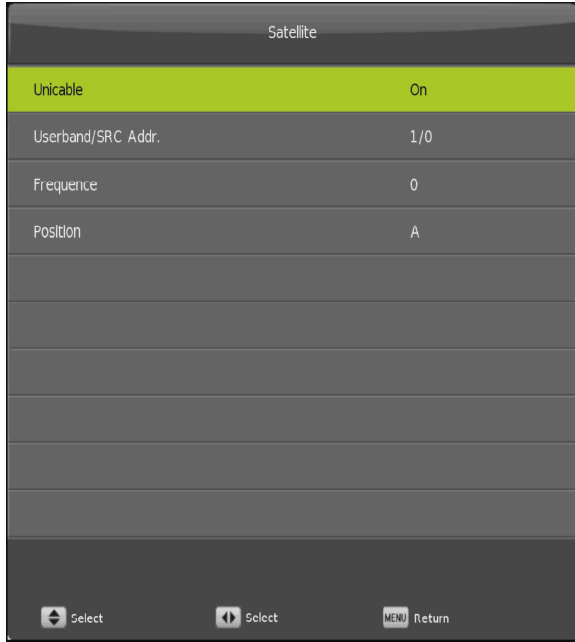 Satellite
Unicable On
Userband/SRC Addr. 1/0
Frequence 0
Position A
Select Select MENU Return